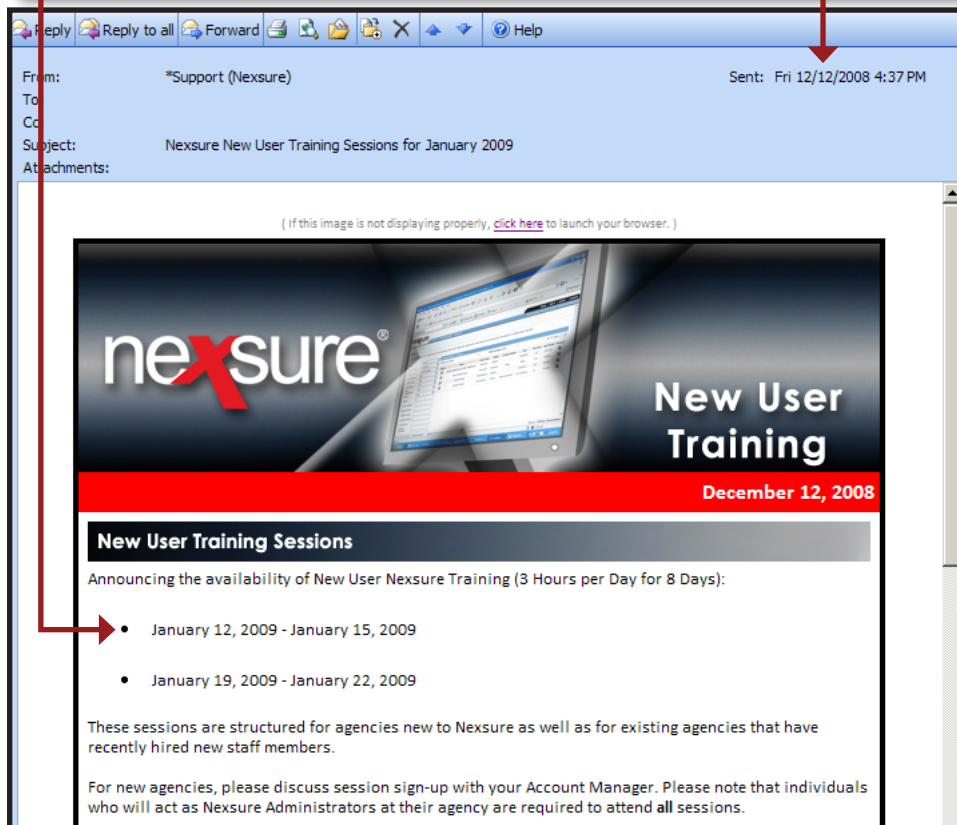 Reply Reply to all Forward Help
From: *Support (Nexsure) Sent: Fri 12/12/2008 4:37 PM
To
Cc
Subject: Nexsure New User Training Sessions for January 2009
Attachments:
( If this image is not displaying properly, click here to launch your browser. )
nexsure®
New User
Training
December 12, 2008
New User Training Sessions
Announcing the availability of New User Nexsure Training (3 Hours per Day for 8 Days):
• January 12, 2009 - January 15, 2009
• January 19, 2009 - January 22, 2009
These sessions are structured for agencies new to Nexsure as well as for existing agencies that have
recently hired new staff members.
For new agencies, please discuss session sign-up with your Account Manager. Please note that individuals
who will act as Nexsure Administrators at their agency are required to attend all sessions.